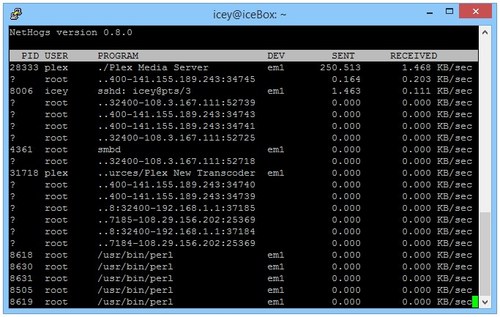 icey@iceBox: ~
NetHogs version 0.8.0
PID USER PROGRAM DEV SENT RECEIVED
28333 plex ./Plex Media Server em1 250.513 1.468 KB/sec
? root ..400-141.155.189.243:34745 0.164 0.203 KB/sec
8006 icey sshd: icey@pts/3 em1 1.463 0.111 KB/sec
? root ..32400-108.3.167.111:52739 0.000 0.000 KB/sec
? root ..400-141.155.189.243:34743 0.000 0.000 KB/sec
? root ..400-141.155.189.243:34741 0.000 0.000 KB/sec
? root ..32400-108.3.167.111:52725 0.000 0.000 KB/sec
4361 root smbd em1 0.000 0.000 KB/sec
? root ..32400-108.3.167.111:52718 0.000 0.000 KB/sec
31718 plex ..urces/Plex New Transcoder em1 0.000 0.000 KB/sec
? root ..400-141.155.189.243:34740 0.000 0.000 KB/sec
? root ..400-141.155.189.243:34739 0.000 0.000 KB/sec
? root ..8:32400-192.168.1.1:37185 0.000 0.000 KB/sec
? root ..7185-108.29.156.202:25369 0.000 0.000 KB/sec
? root ..8:32400-192.168.1.1:37184 0.000 0.000 KB/sec
? root ..7184-108.29.156.202:25369 0.000 0.000 KB/sec
8618 root /usr/bin/perl em1 0.000 0.000 KB/sec
8630 root /usr/bin/perl em1 0.000 0.000 KB/sec
8631 root /usr/bin/perl em1 0.000 0.000 KB/sec
8505 root /usr/bin/perl em1 0.000 0.000 KB/sec
8619 root /usr/bin/perl em1 0.000 0.000 KB/sec